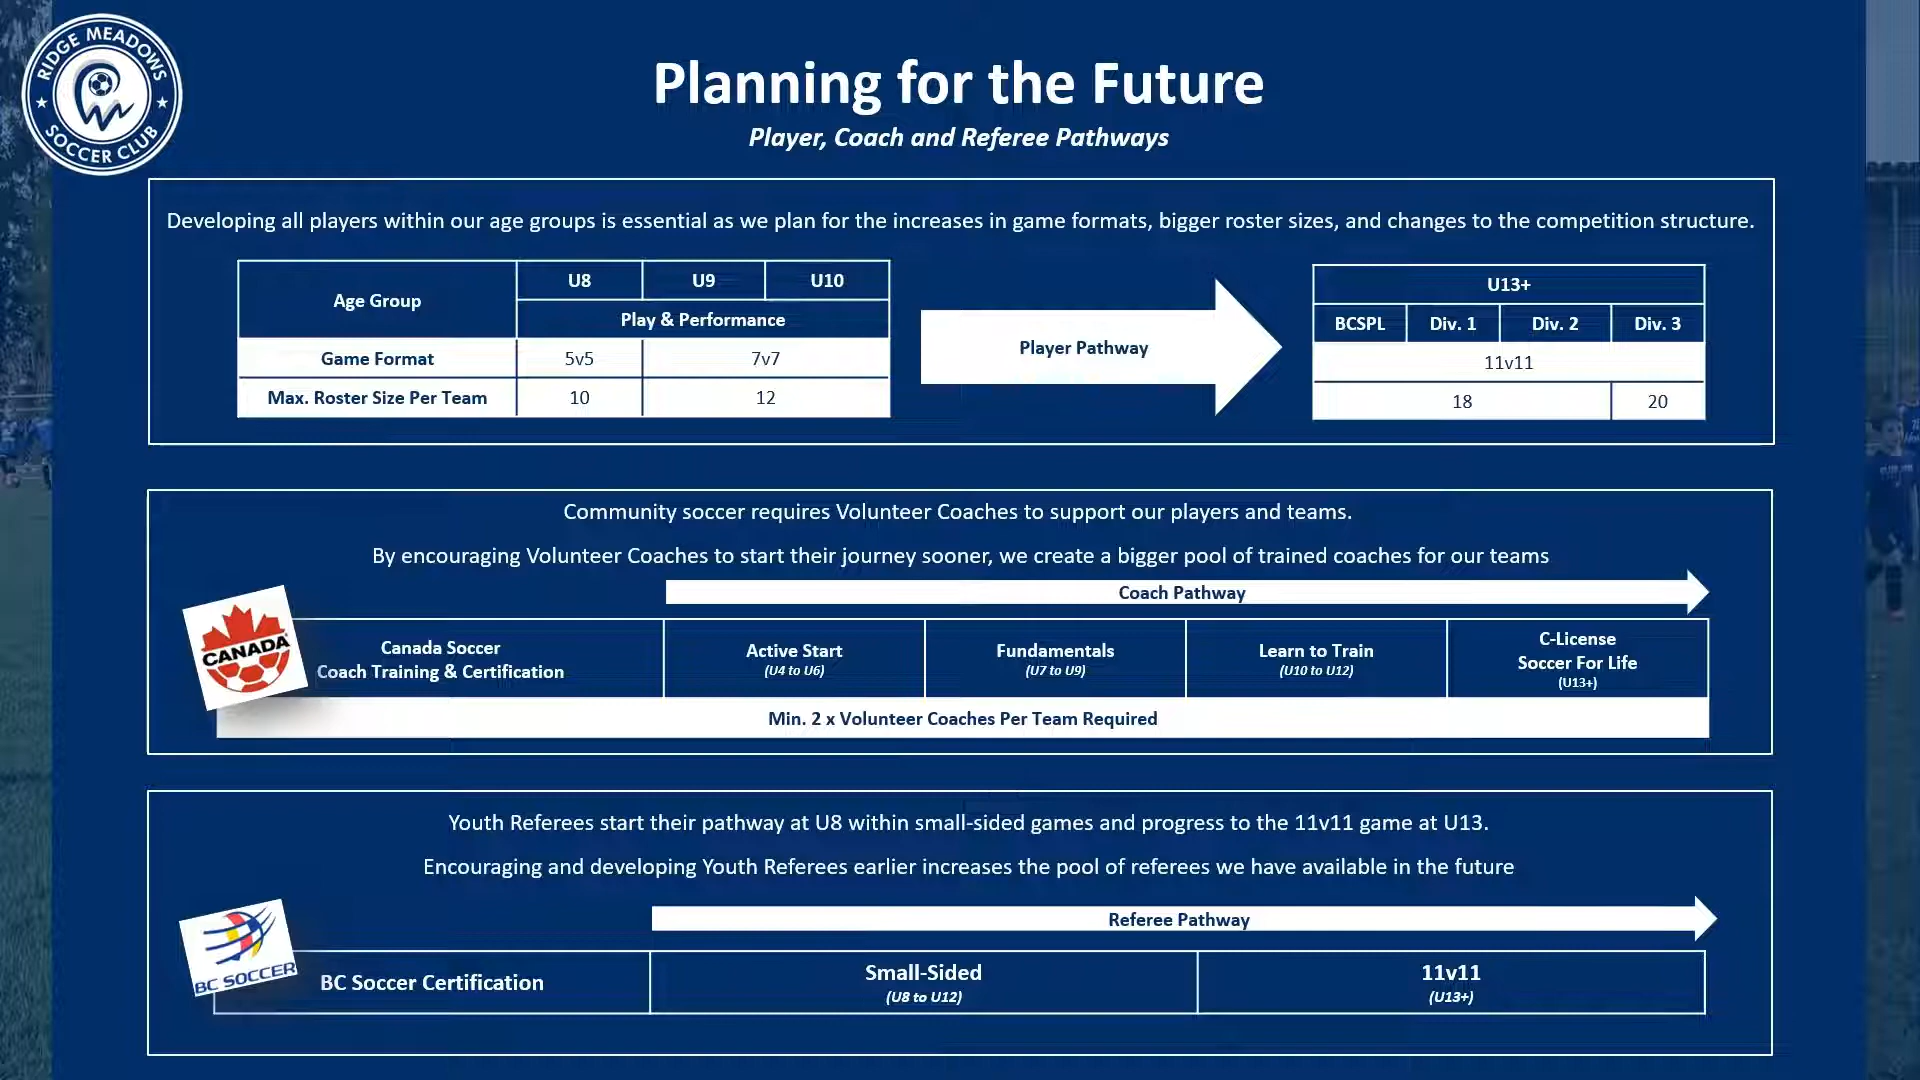 RIDGE MEADOWS
SOCCER CLUB
Planning for the Future
Player, Coach and Referee Pathways
Developing all players within our age groups is essential as we plan for the increases in game formats, bigger roster sizes, and changes to the competition structure.
Age Group
U8
U9
U10
Play & Performance
Game Format
5v5
7v7
Max. Roster Size Per Team
10
12
Player Pathway
U13+
BCSPL
Div. 1
Div. 2
Div. 3
11v11
18
20
Community soccer requires Volunteer Coaches to support our players and teams.
By encouraging Volunteer Coaches to start their journey sooner, we create a bigger pool of trained coaches for our teams
Coach Pathway
CANADA
Canada Soccer
Coach Training & Certification
Active Start
(U4 to U6)
Fundamentals
(U7 to U9)
Learn to Train
(U10 to U12)
C-License
Soccer For Life
(U13+)
Min. 2 x Volunteer Coaches Per Team Required
Youth Referees start their pathway at U8 within small-sided games and progress to the 11v11 game at U13.
Encouraging and developing Youth Referees earlier increases the pool of referees we have available in the future
Referee Pathway
BC SOCCER
BC Soccer Certification
Small-Sided
(U8 to U12)
11v11
(U13+)